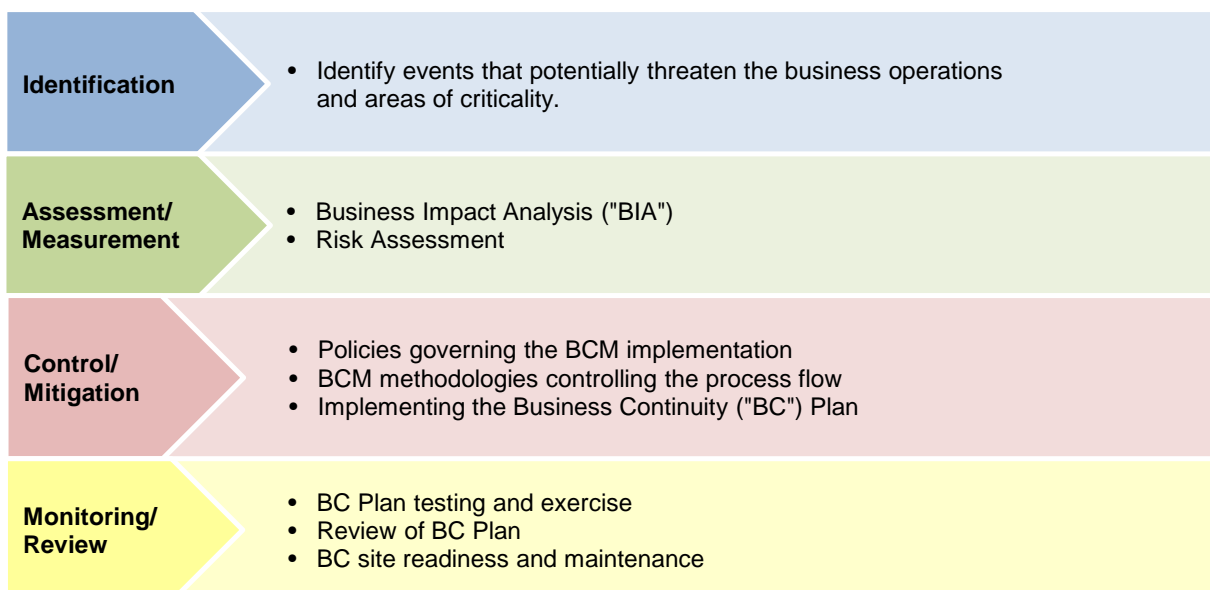 Identification
• Identify events that potentially threaten the business operations
and areas of criticality.
Assessment/
Measurement
• Business Impact Analysis ("BIA")
• Risk Assessment
Control/
Mitigation
• Policies governing the BCM implementation
• BCM methodologies controlling the process flow
• Implementing the Business Continuity ("BC") Plan
Monitoring/
Review
• BC Plan testing and exercise
• Review of BC Plan
• BC site readiness and maintenance